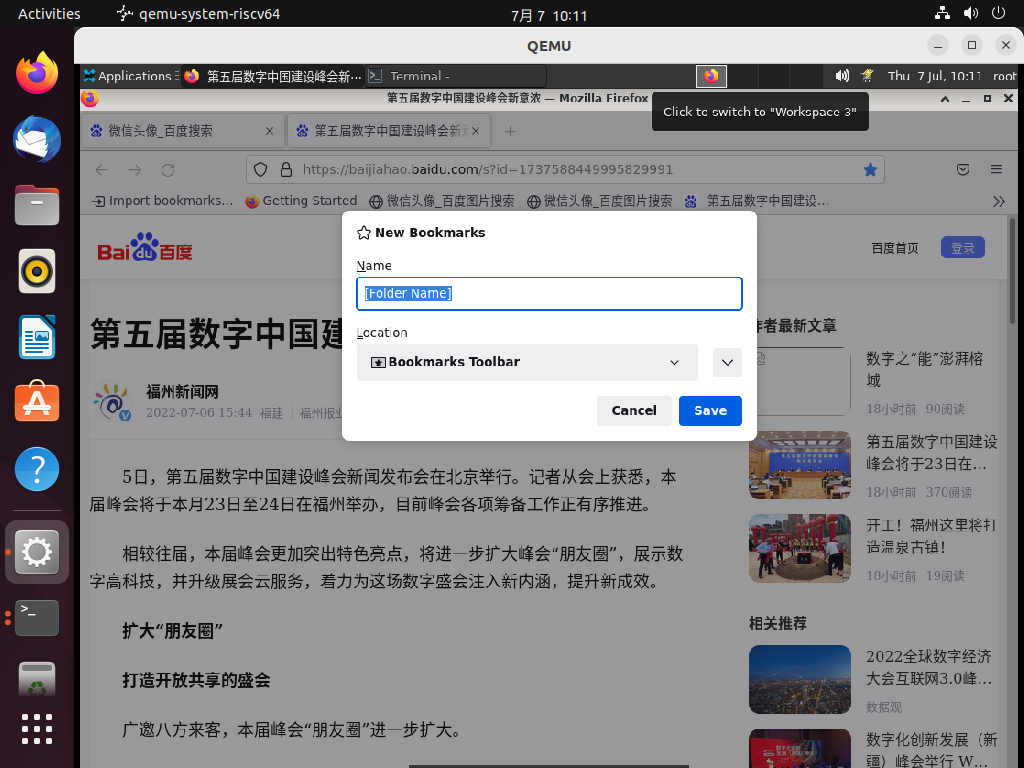 Activities
qemu-system-riscv64
7月 7 10:11
QEMU
Applications
第五届数字中国建设峰会新...
Terminal -
Thu 7 Jul, 10:11
root
第五届数字中国建设峰会新意浓 — Mozilla Firefox
Click to switch to "Workspace 3"
微信头像_百度搜索
第五届数字中国建设峰会新
https://baijiahao.baidu.com/s?id=1737588449995829991
Import bookmarks...
Getting Started
微信头像_百度图片搜索
微信头像_百度图片搜索
第五届数字中国建设...
New Bookmarks
Name
[Folder Name]
Location
Bookmarks Toolbar
Cancel
Save
Bai du 百度
百度首页
登录
第五届数字中国建
福州新闻网
2022-07-06 15:44 福建 福州报业
5日，第五届数字中国建设峰会新闻发布会在北京举行。记者从会上获悉，本
届峰会将于本月23日至24日在福州举办，目前峰会各项筹备工作正有序推进。
相较往届，本届峰会更加突出特色亮点，将进一步扩大峰会“朋友圈”，展示数
字高科技，并升级展会云服务，着力为这场数字盛会注入新内涵，提升新成效。
扩大“朋友圈”
打造开放共享的盛会
广邀八方来客，本届峰会“朋友圈”进一步扩大。
作者最新文章
数字之“能”澎湃榕
城
18小时前 90阅读
第五届数字中国建设
峰会将于23日在...
18小时前 370阅读
开工！福州这里将打
造温泉古镇！
18小时前 19阅读
相关推荐
2022全球数字经济
大会互联网3.0峰...
数据观
数字化创新发展（新
疆）峰会举行 W...